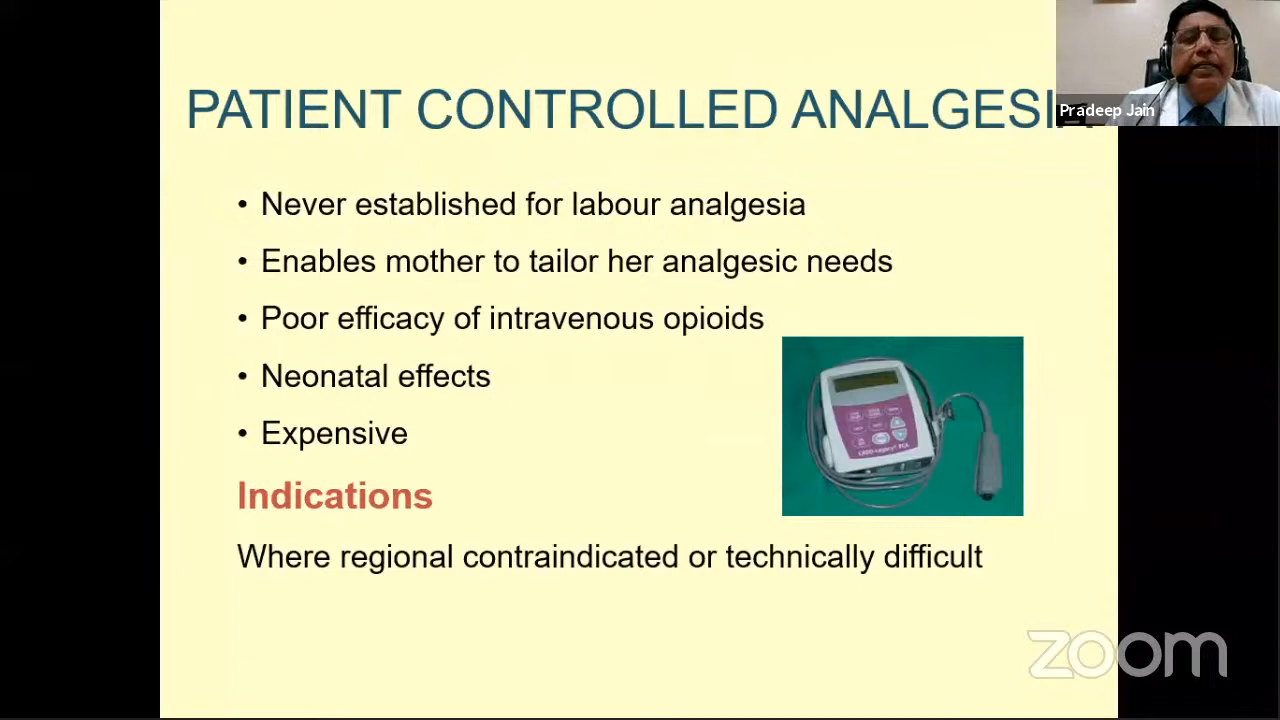 PATIENT CONTROLLED ANALGESIA
Pradeep Jain
• Never established for labour analgesia
• Enables mother to tailor her analgesic needs
• Poor efficacy of intravenous opioids
• Neonatal effects
• Expensive
Indications
Where regional contraindicated or technically difficult
zoom